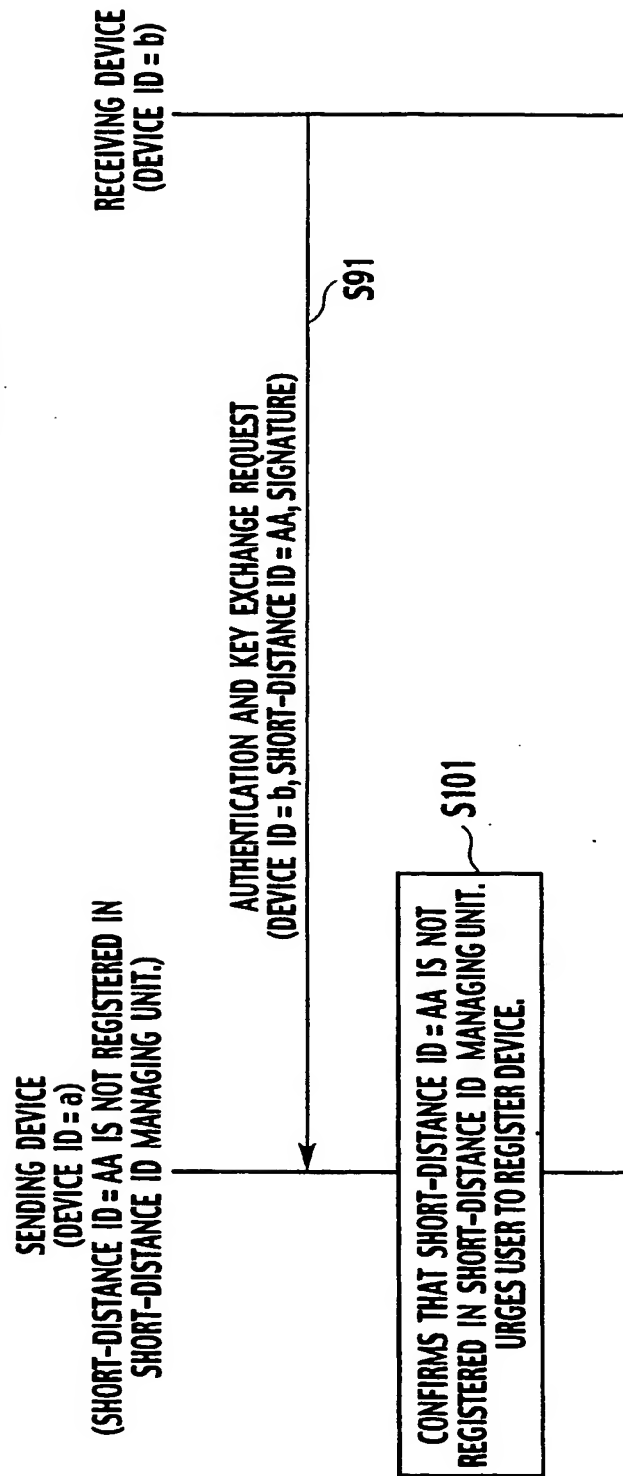 SENDING DEVICE
(DEVICE ID = a)
(SHORT-DISTANCE ID = AA IS NOT REGISTERED IN
SHORT-DISTANCE ID MANAGING UNIT.)
RECEIVING DEVICE
(DEVICE ID = b)
AUTHENTICATION AND KEY EXCHANGE REQUEST
(DEVICE ID = b, SHORT-DISTANCE ID = AA, SIGNATURE)
S91
CONFIRMS THAT SHORT-DISTANCE ID = AA IS NOT
REGISTERED IN SHORT-DISTANCE ID MANAGING UNIT.
URGES USER TO REGISTER DEVICE.
S101